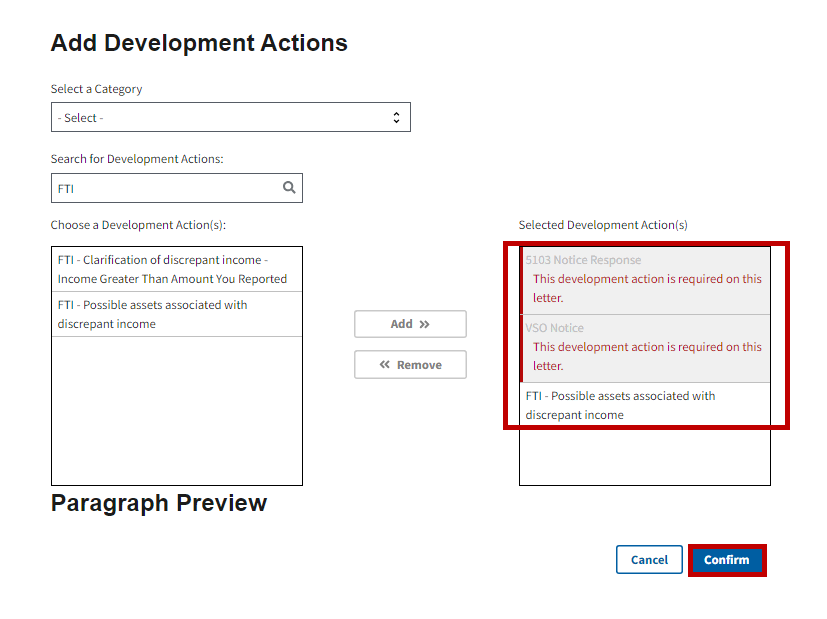 Add Development Actions
Select a Category
- Select -
Search for Development Actions:
FTI
Choose a Development Action(s):
FTI - Clarification of discrepant income -
Income Greater Than Amount You Reported
FTI - Possible assets associated with
discrepant income
Add
Remove
Selected Development Action(s)
5103 Notice Response
This development action is required on this
letter.
VSO Notice
This development action is required on this
letter.
FTI - Possible assets associated with
discrepant income
Paragraph Preview
Cancel
Confirm